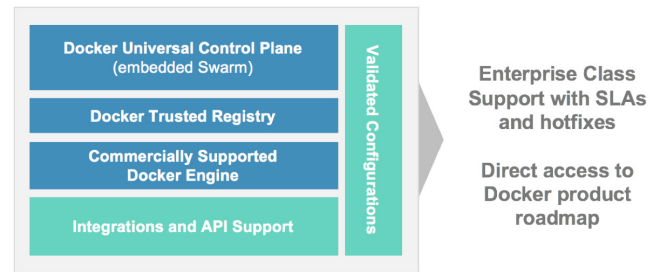 Docker Universal Control Plane
(embedded Swarm)
Docker Trusted Registry
Commercially Supported
Docker Engine
Integrations and API Support
Validated Configurations
Enterprise Class
Support with SLAs
and hotfixes
Direct access to
Docker product
roadmap